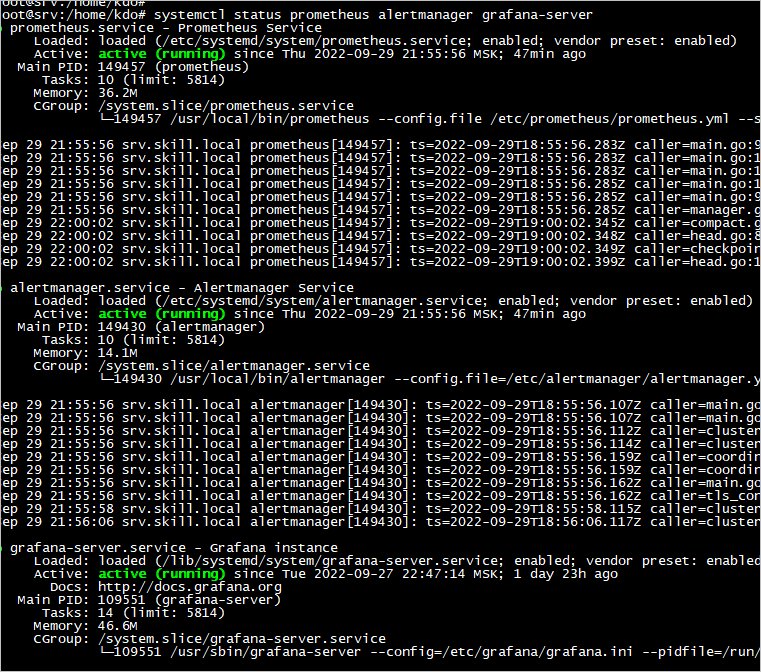 oot@srv:/home/kdo#
oot@srv:/home/kdo# systemctl status prometheus alertmanager grafana-server
prometheus.service - Prometheus Service
Loaded: loaded (/etc/systemd/system/prometheus.service; enabled; vendor preset: enabled)
Active: active (running) since Thu 2022-09-29 21:55:56 MSK; 47min ago
Main PID: 149457 (prometheus)
Tasks: 10 (limit: 5814)
Memory: 36.2M
CGroup: /system.slice/prometheus.service
└─149457 /usr/local/bin/prometheus --config.file /etc/prometheus/prometheus.yml --s
ep 29 21:55:56 srv.skill.local prometheus[149457]: ts=2022-09-29T18:55:56.283Z caller=main.go:9
ep 29 21:55:56 srv.skill.local prometheus[149457]: ts=2022-09-29T18:55:56.283Z caller=main.go:1
ep 29 21:55:56 srv.skill.local prometheus[149457]: ts=2022-09-29T18:55:56.285Z caller=main.go:1
ep 29 21:55:56 srv.skill.local prometheus[149457]: ts=2022-09-29T18:55:56.285Z caller=main.go:1
ep 29 21:55:56 srv.skill.local prometheus[149457]: ts=2022-09-29T18:55:56.285Z caller=main.go:9
ep 29 21:55:56 srv.skill.local prometheus[149457]: ts=2022-09-29T18:55:56.285Z caller=manager.g
ep 29 22:00:02 srv.skill.local prometheus[149457]: ts=2022-09-29T19:00:02.345Z caller=compact.g
ep 29 22:00:02 srv.skill.local prometheus[149457]: ts=2022-09-29T19:00:02.348Z caller=head.go:8
ep 29 22:00:02 srv.skill.local prometheus[149457]: ts=2022-09-29T19:00:02.349Z caller=checkpoin
ep 29 22:00:02 srv.skill.local prometheus[149457]: ts=2022-09-29T19:00:02.399Z caller=head.go:1
alertmanager.service - Alertmanager Service
Loaded: loaded (/etc/systemd/system/alertmanager.service; enabled; vendor preset: enabled)
Active: active (running) since Thu 2022-09-29 21:55:56 MSK; 47min ago
Main PID: 149430 (alertmanager)
Tasks: 10 (limit: 5814)
Memory: 14.1M
CGroup: /system.slice/alertmanager.service
└─149430 /usr/local/bin/alertmanager --config.file=/etc/alertmanager/alertmanager.y
ep 29 21:55:56 srv.skill.local alertmanager[149430]: ts=2022-09-29T18:55:56.107Z caller=main.go
ep 29 21:55:56 srv.skill.local alertmanager[149430]: ts=2022-09-29T18:55:56.107Z caller=main.go
ep 29 21:55:56 srv.skill.local alertmanager[149430]: ts=2022-09-29T18:55:56.112Z caller=cluster
ep 29 21:55:56 srv.skill.local alertmanager[149430]: ts=2022-09-29T18:55:56.114Z caller=cluster
ep 29 21:55:56 srv.skill.local alertmanager[149430]: ts=2022-09-29T18:55:56.159Z caller=coordir
ep 29 21:55:56 srv.skill.local alertmanager[149430]: ts=2022-09-29T18:55:56.159Z caller=coordir
ep 29 21:55:56 srv.skill.local alertmanager[149430]: ts=2022-09-29T18:55:56.162Z caller=main.go
ep 29 21:55:56 srv.skill.local alertmanager[149430]: ts=2022-09-29T18:55:56.162Z caller=tls_con
ep 29 21:55:58 srv.skill.local alertmanager[149430]: ts=2022-09-29T18:55:58.115Z caller=cluster
ep 29 21:56:06 srv.skill.local alertmanager[149430]: ts=2022-09-29T18:56:06.117Z caller=cluster
grafana-server.service - Grafana instance
Loaded: loaded (/lib/systemd/system/grafana-server.service; enabled; vendor preset: enabled
Active: active (running) since Tue 2022-09-27 22:47:14 MSK; 1 day 23h ago
Docs: http://docs.grafana.org
Main PID: 109551 (grafana-server)
Tasks: 14 (limit: 5814)
Memory: 46.6M
CGroup: /system.slice/grafana-server.service
└─109551 /usr/sbin/grafana-server --config=/etc/grafana/grafana.ini --pidfile=/run/